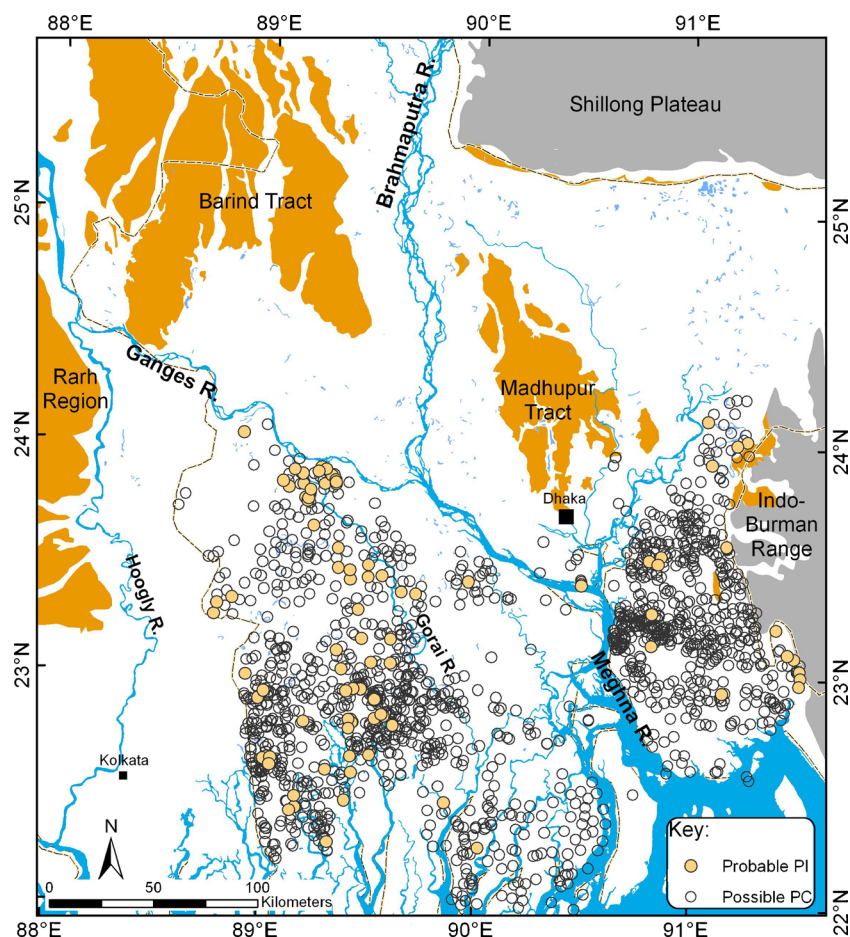 88°E 89°E 90°E 91°E
Shillong Plateau
Brahmaputra R.
Barind Tract
25°N 25°N
Ganges R.
Rarh
Region
Madhupur
Tract
24°N 24°N
Dhaka
Indo-
Burman
Range
Hoogly R.
Gorai R.
23°N 23°N
Meghna R.
Kolkata
N
Key:
Probable PI
Possible PC
0 50 100
Kilometers
22°N
88°E 89°E 90°E 91°E